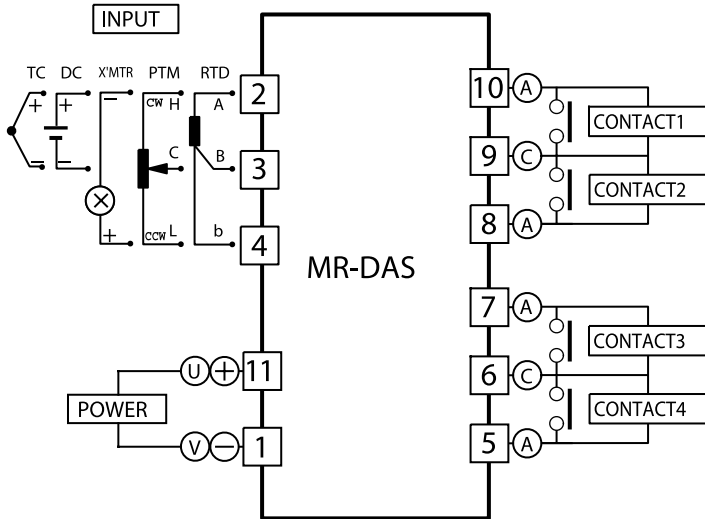 INPUT
TC DC X'MTR PTM RTD
+ + − CW H A 2
C B 3
− − + CCW L b 4
MR-DAS
10 A
CONTACT1
9 C
CONTACT2
8 A
7 A
CONTACT3
6 C
CONTACT4
5 A
U + 11
POWER
V − 1